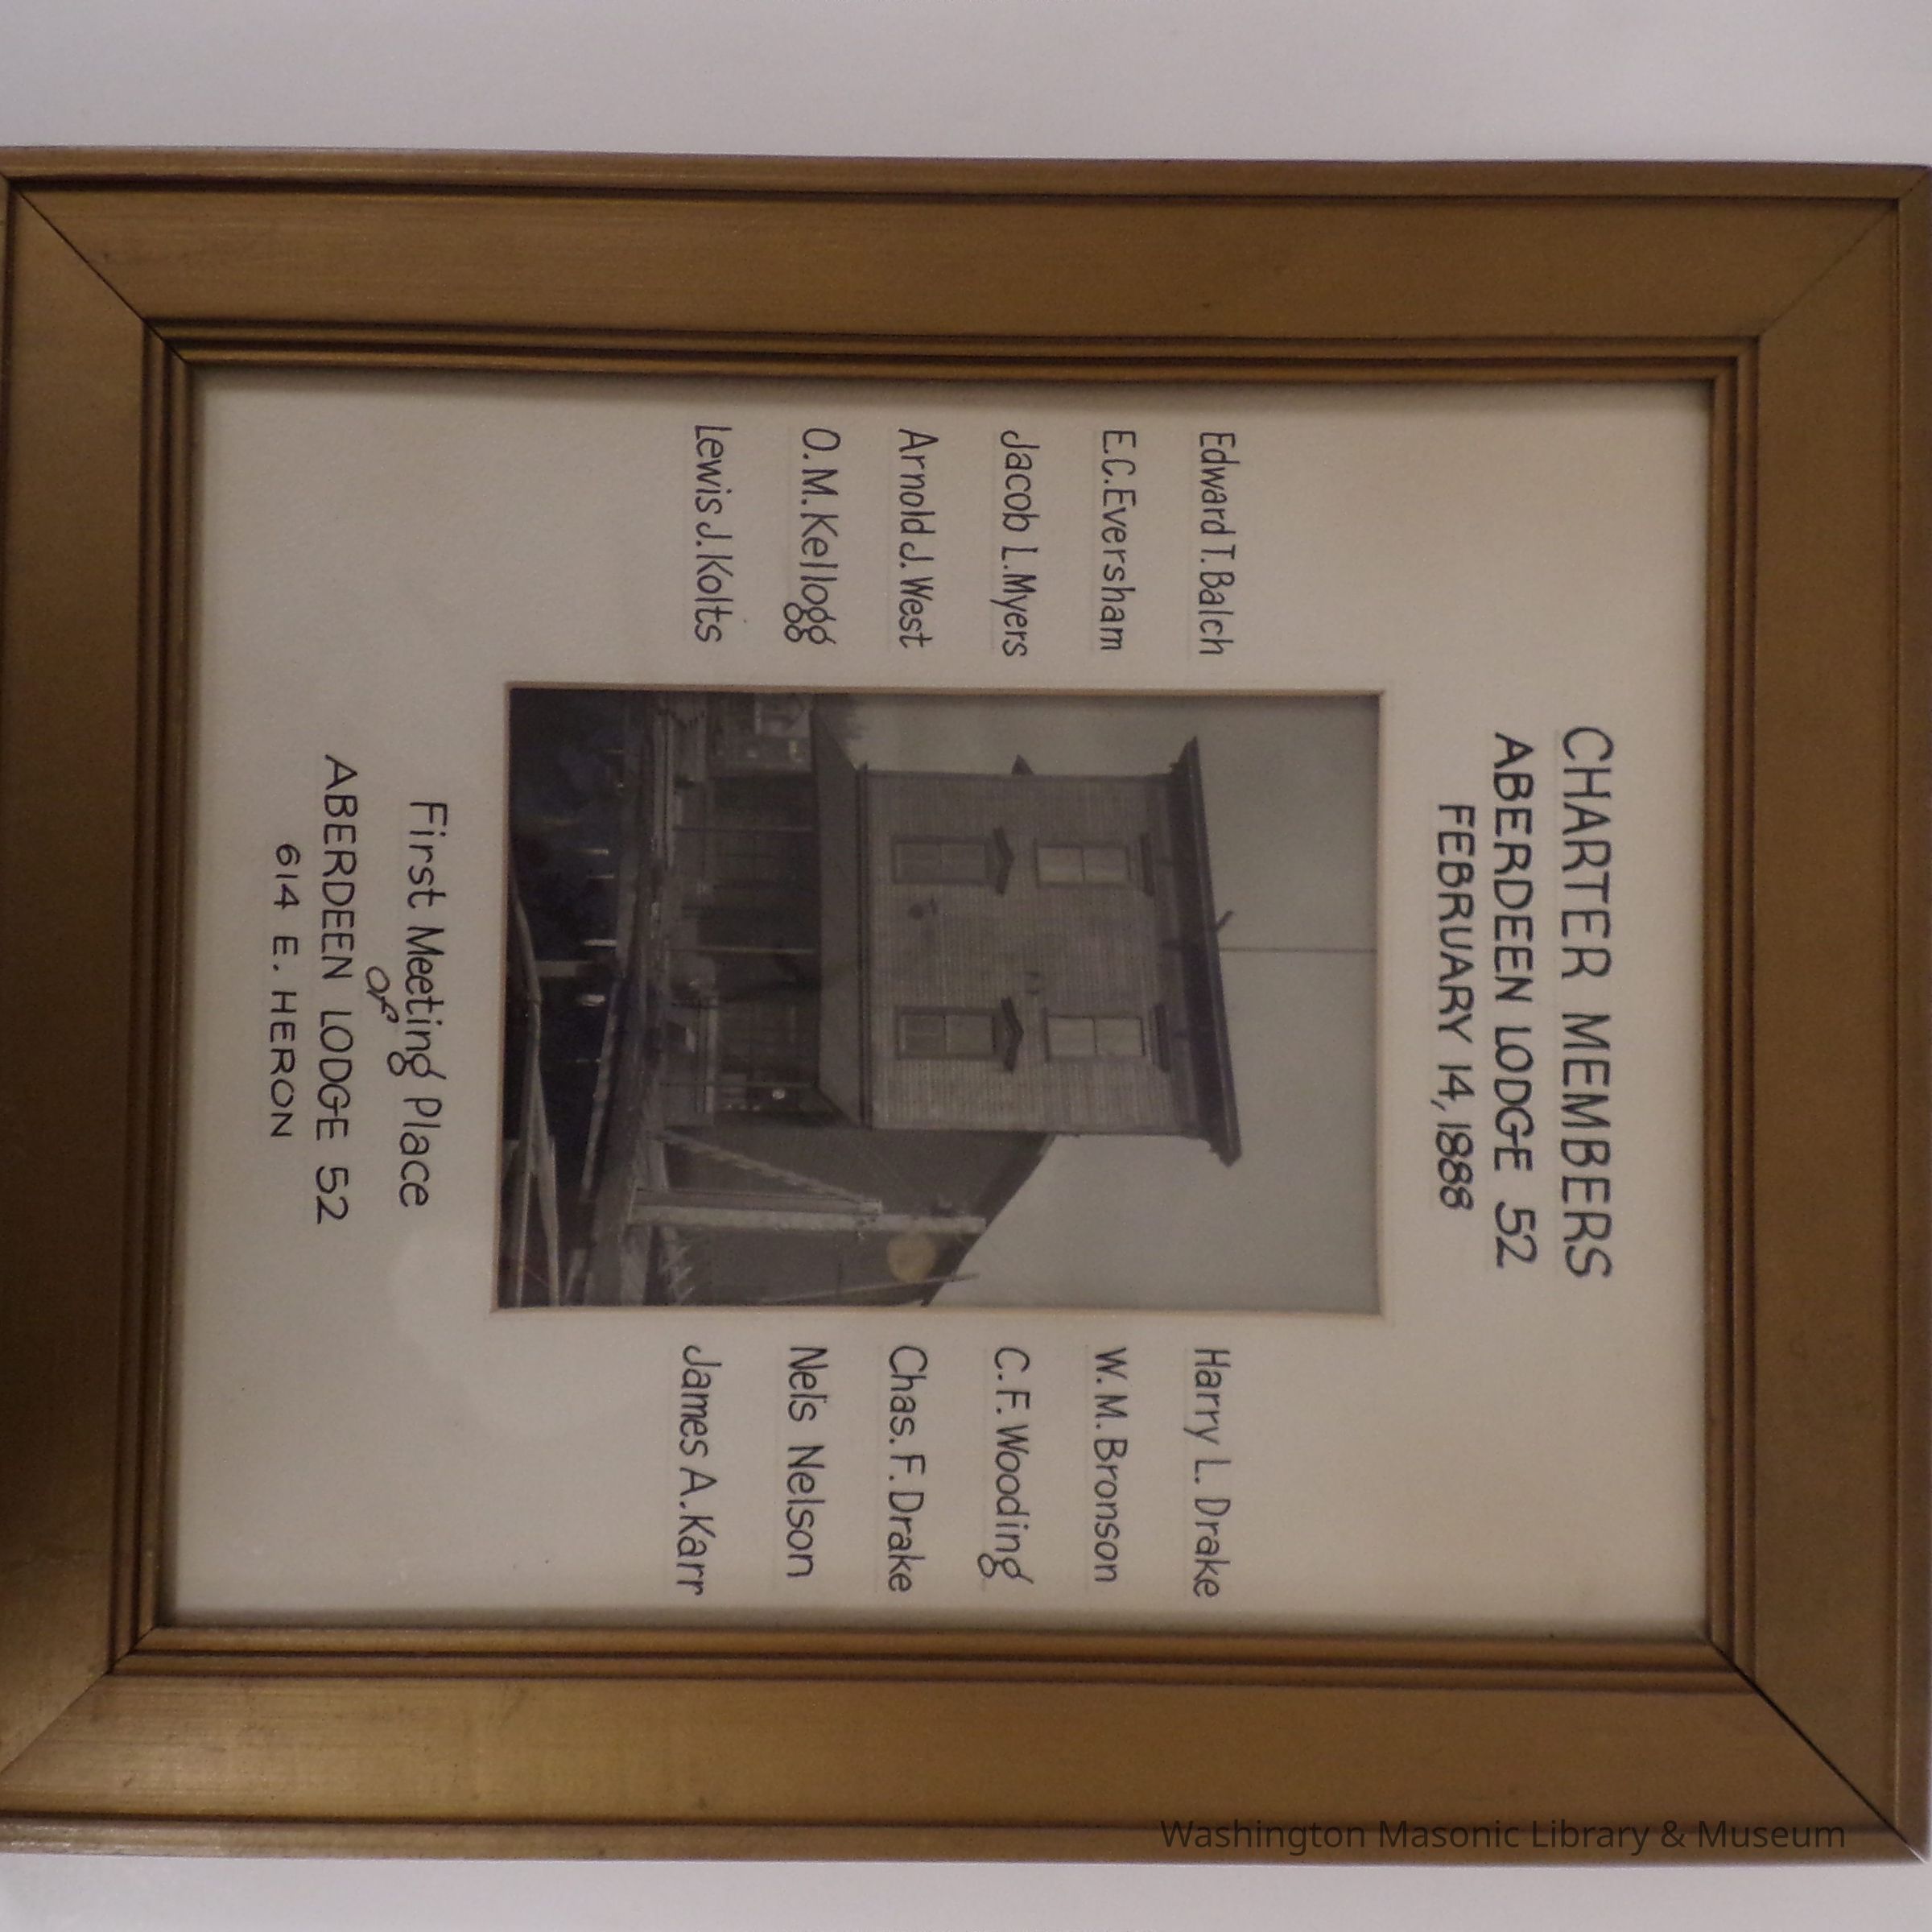 CHARTER MEMBERS
ABERDEEN LODGE 52
FEBRUARY 14, 1888
Edward T. Balch
E.C. Eversham
Jacob L. Myers
Arnold J. West
O.M. Kellogg
Lewis J. Kolts
Harry L. Drake
W.M. Bronson
C.F. Wooding
Chas. F. Drake
Nels Nelson
James A. Karr
First Meeting Place
of
ABERDEEN LODGE 52
614 E. HERON
Washington Masonic Library & Museum